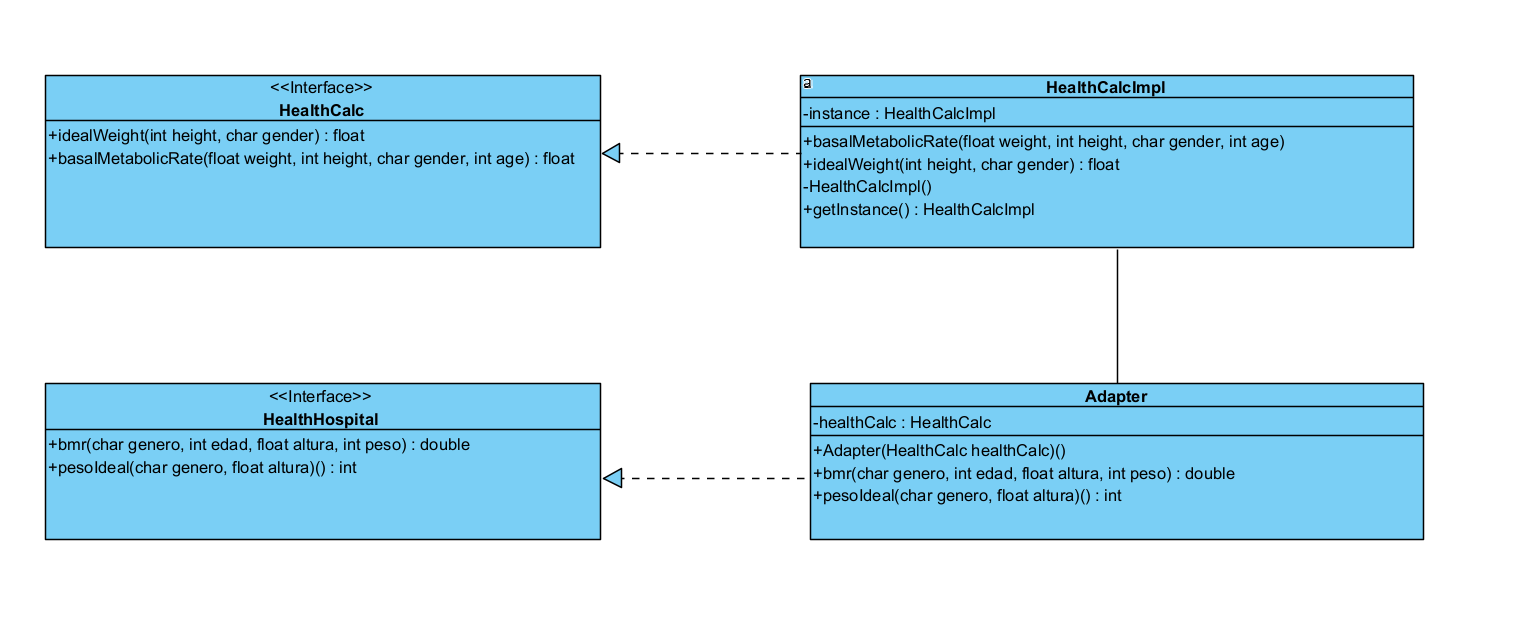 <<Interface>>
HealthCalc
+idealWeight(int height, char gender) : float
+basalMetabolicRate(float weight, int height, char gender, int age) : float
a
HealthCalcImpl
-instance : HealthCalcImpl
+basalMetabolicRate(float weight, int height, char gender, int age)
+idealWeight(int height, char gender) : float
-HealthCalcImpl()
+getInstance() : HealthCalcImpl
<<Interface>>
HealthHospital
+bmr(char genero, int edad, float altura, int peso) : double
+pesoIdeal(char genero, float altura)() : int
Adapter
-healthCalc : HealthCalc
+Adapter(HealthCalc healthCalc)()
+bmr(char genero, int edad, float altura, int peso) : double
+pesoIdeal(char genero, float altura)() : int